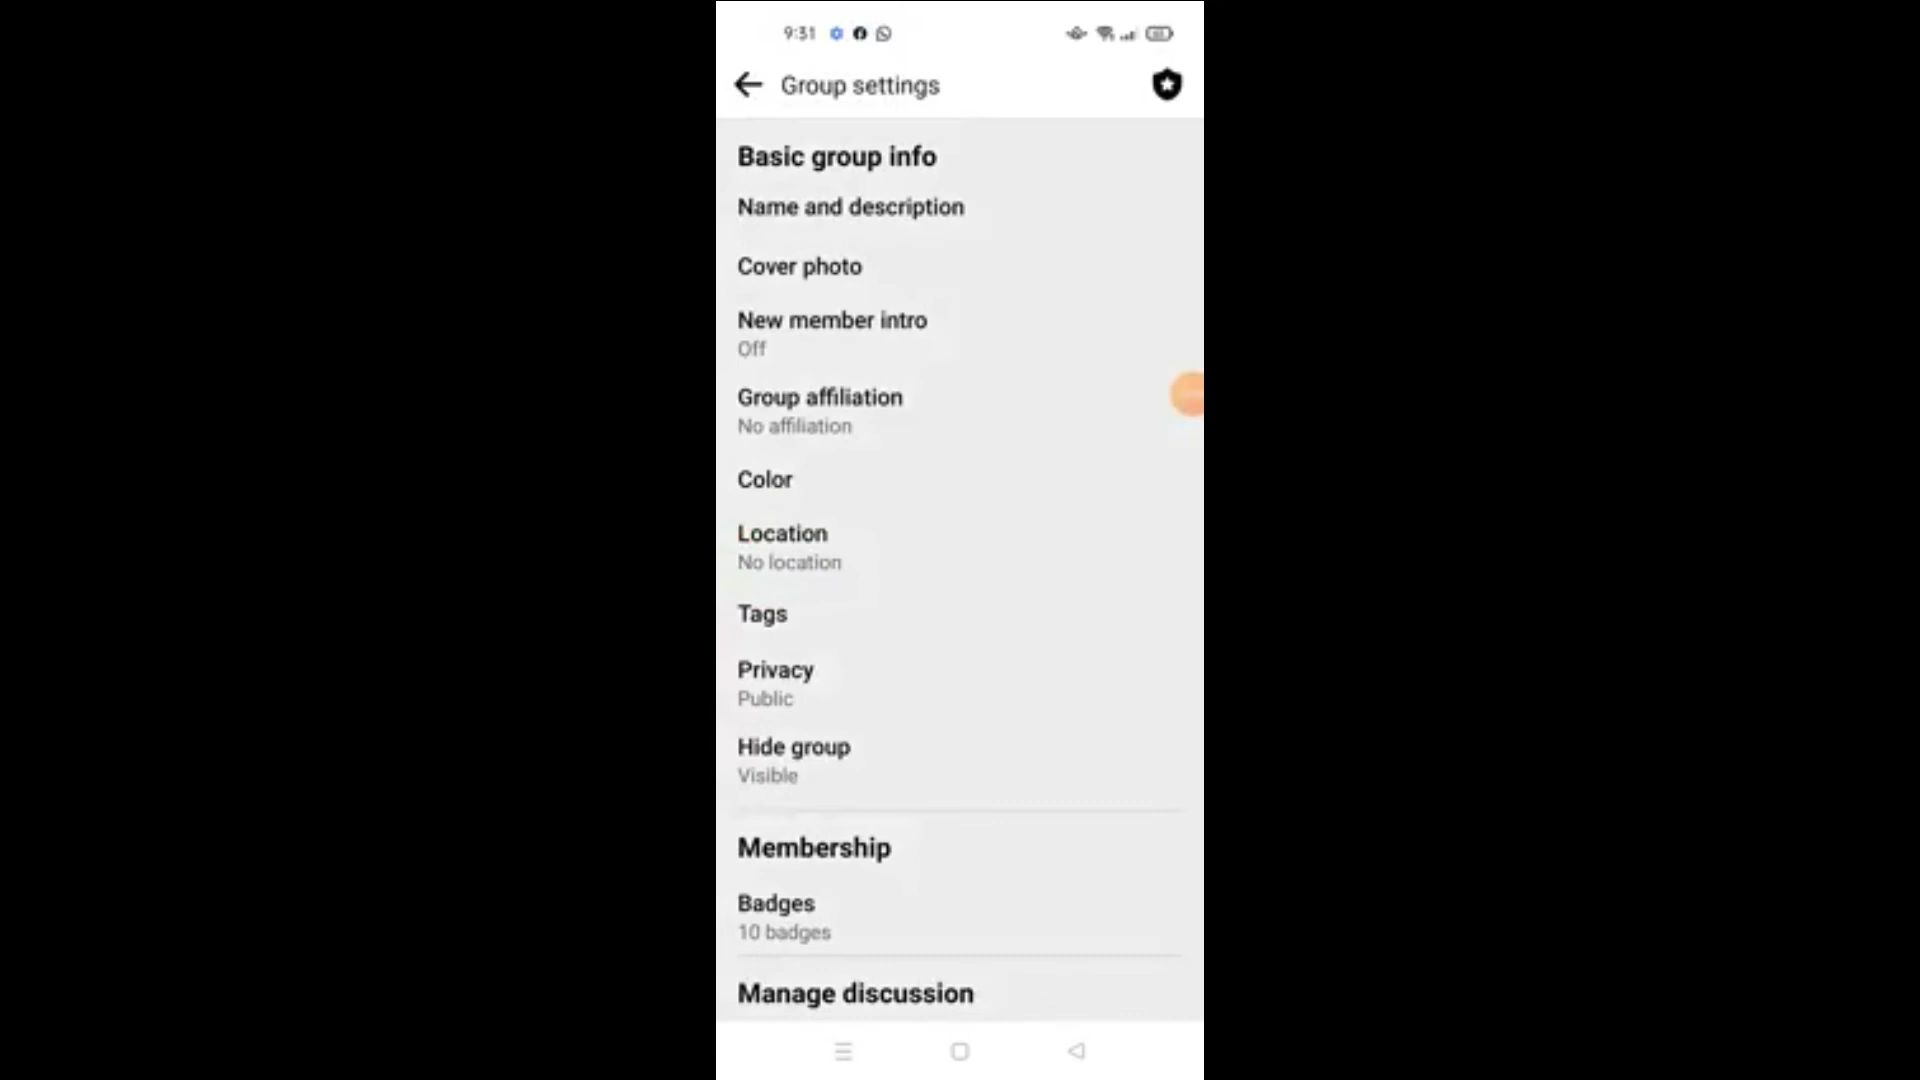 9:31
Group settings
Basic group info
Name and description
Cover photo
New member intro
Off
Group affiliation
No affiliation
Color
Location
No location
Tags
Privacy
Public
Hide group
Visible
Membership
Badges
10 badges
Manage discussion